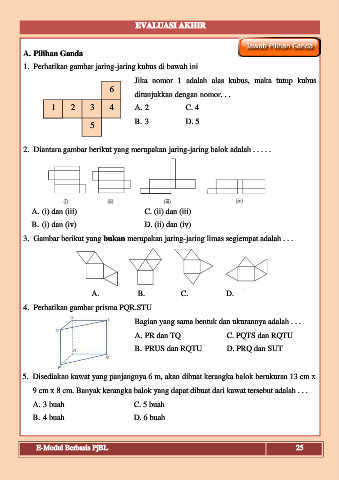 EVALUASI AKHIR
Jawab Pilihan Ganda
A. Pilihan Ganda
1. Perhatikan gambar jaring-jaring kubus di bawah ini
6
1 2 3 4
5
Jika nomor 1 adalah alas kubus, maka tutup kubus
ditunjukkan dengan nomor. . .
A. 2 C. 4
B. 3 D. 5
2. Diantara gambar berikut yang merupakan jaring-jaring balok adalah . . . . .
(i) (ii) (iii) (iv)
A. (i) dan (iii) C. (ii) dan (iii)
B. (i) dan (iv) D. (ii) dan (iv)
3. Gambar berikut yang bukan merupakan jaring-jaring limas segiempat adalah . . .
A. B. C. D.
4. Perhatikan gambar prisma PQR.STU
Bagian yang sama bentuk dan ukurannya adalah . . .
A. PR dan TQ C. PQTS dan RQTU
B. PRUS dan RQTU D. PRQ dan SUT
5. Disediakan kawat yang panjangnya 6 m, akan dibuat kerangka balok berukuran 13 cm x
9 cm x 8 cm. Banyak kerangka balok yang dapat dibuat dari kawat tersebut adalah . . .
A. 3 buah C. 5 buah
B. 4 buah D. 6 buah
E-Modul Berbasis PjBL 25